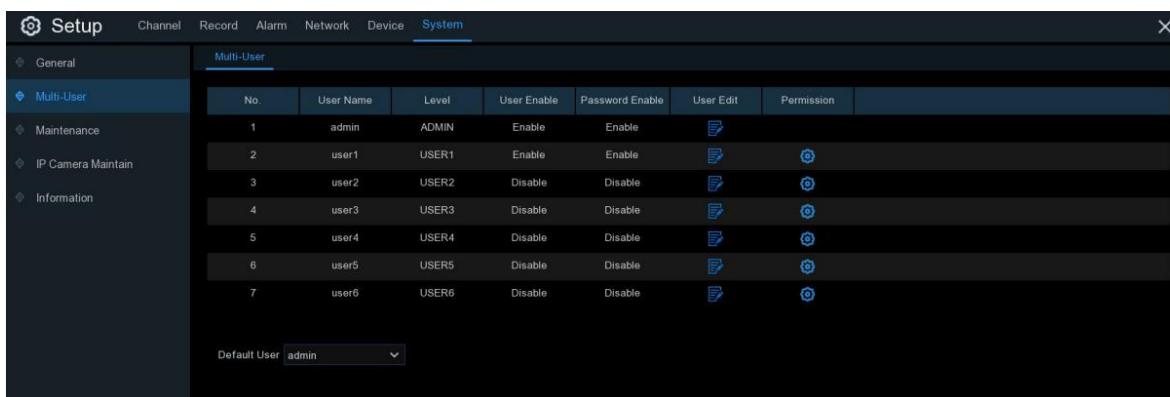 Setup Channel Record Alarm Network Device System
General
Multi-User
Maintenance
IP Camera Maintain
Information
Multi-User
No. User Name Level User Enable Password Enable User Edit Permission
1 admin ADMIN Enable Enable
2 user1 USER1 Enable Enable
3 user2 USER2 Disable Disable
4 user3 USER3 Disable Disable
5 user4 USER4 Disable Disable
6 user5 USER5 Disable Disable
7 user6 USER6 Disable Disable
Default User admin